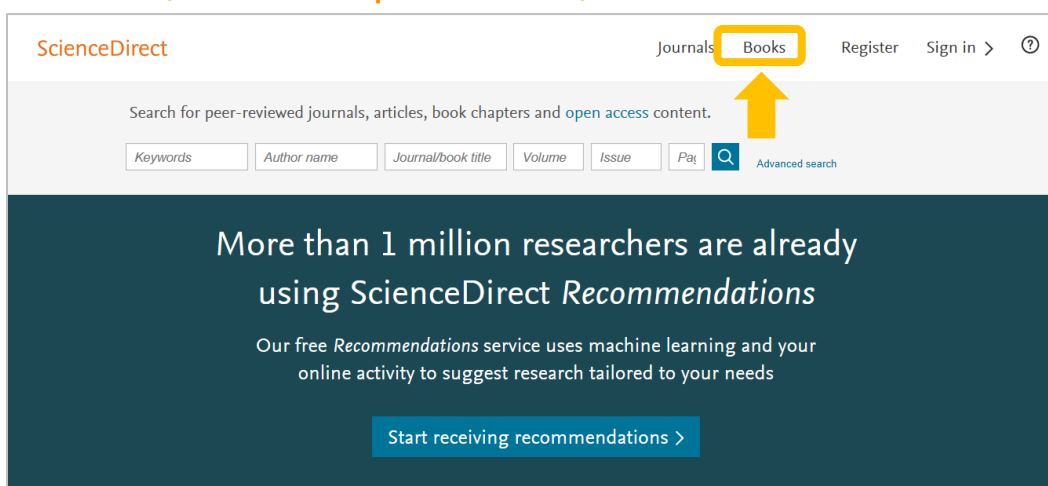 ScienceDirect
Journals Books Register Sign in >
Search for peer-reviewed journals, articles, book chapters and open access content.
Keywords Author name Journal/book title Volume Issue Pag Advanced search
More than 1 million researchers are already
using ScienceDirect Recommendations
Our free Recommendations service uses machine learning and your
online activity to suggest research tailored to your needs
Start receiving recommendations >